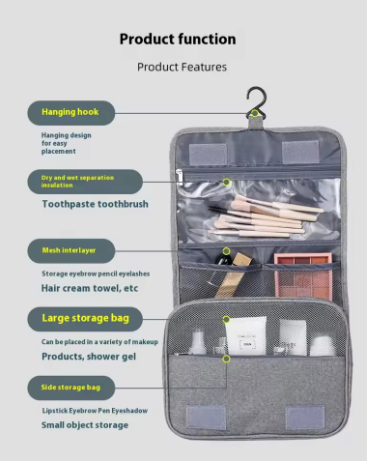 Product function
Product Features
Hanging hook
Hanging design
for easy
placement
Dry and wet separation
insulation
Toothpaste toothbrush
Mesh interlayer
Storage eyebrow pencil eyelashes
Hair cream towel, etc
Large storage bag
Can be placed in a variety of makeup
Products, shower gel
Side storage bag
Lipstick Eyebrow Pen Eyeshadow
Small object storage